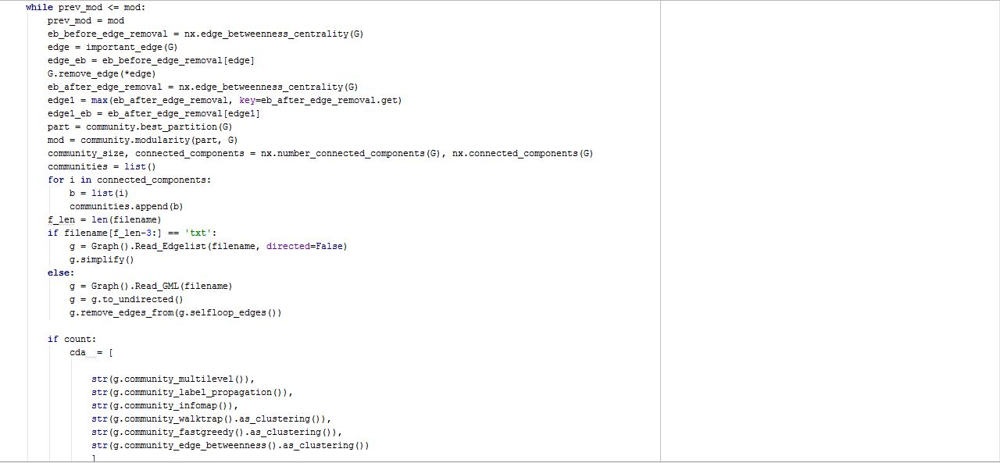 while prev_mod <= mod:
    prev_mod = mod
    eb_before_edge_removal = nx.edge_betweenness_centrality(G)
    edge = important_edge(G)
    edge_eb = eb_before_edge_removal[edge]
    G.remove_edge(*edge)
    eb_after_edge_removal = nx.edge_betweenness_centrality(G)
    edge1 = max(eb_after_edge_removal, key=eb_after_edge_removal.get)
    edge1_eb = eb_after_edge_removal[edge1]
    part = community.best_partition(G)
    mod = community.modularity(part, G)
    community_size, connected_components = nx.number_connected_components(G), nx.connected_components(G)
    communities = list()
    for i in connected_components:
        b = list(i)
        communities.append(b)
    f_len = len(filename)
    if filename[f_len-3:] == 'txt':
        g = Graph().Read_Edgelist(filename, directed=False)
        g.simplify()
    else:
        g = Graph().Read_GML(filename)
        g = g.to_undirected()
        g.remove_edges_from(g.selfloop_edges())
    if count:
        cda  = [
            str(g.community_multilevel()),
            str(g.community_label_propagation()),
            str(g.community_infomap()),
            str(g.community_walktrap().as_clustering()),
            str(g.community_fastgreedy().as_clustering()),
            str(g.community_edge_betweenness().as_clustering())
            ]